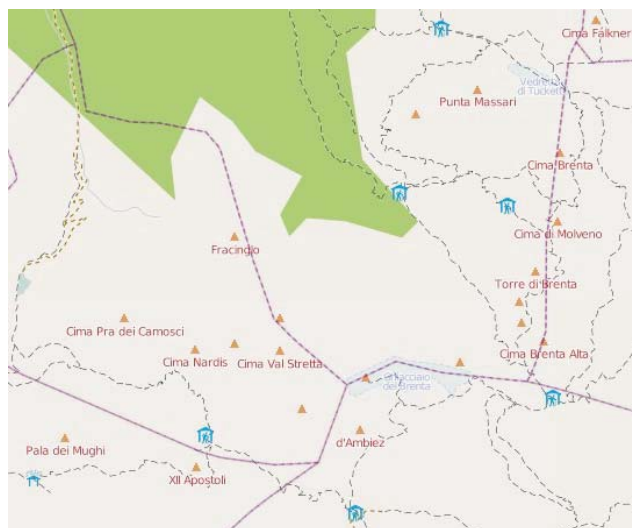 Cima Falkner
Vedretta
di Tuckett
Punta Massari
Cima Brenta
Cima di Molveno
Fracingio
Torre di Brenta
Cima Pra dei Camosci
Cima Nardis
Cima Val Stretta
Cima Brenta Alta
Ghiacciaio
dei Brenta
d'Ambiez
Pala dei Mughi
XII Apostoli